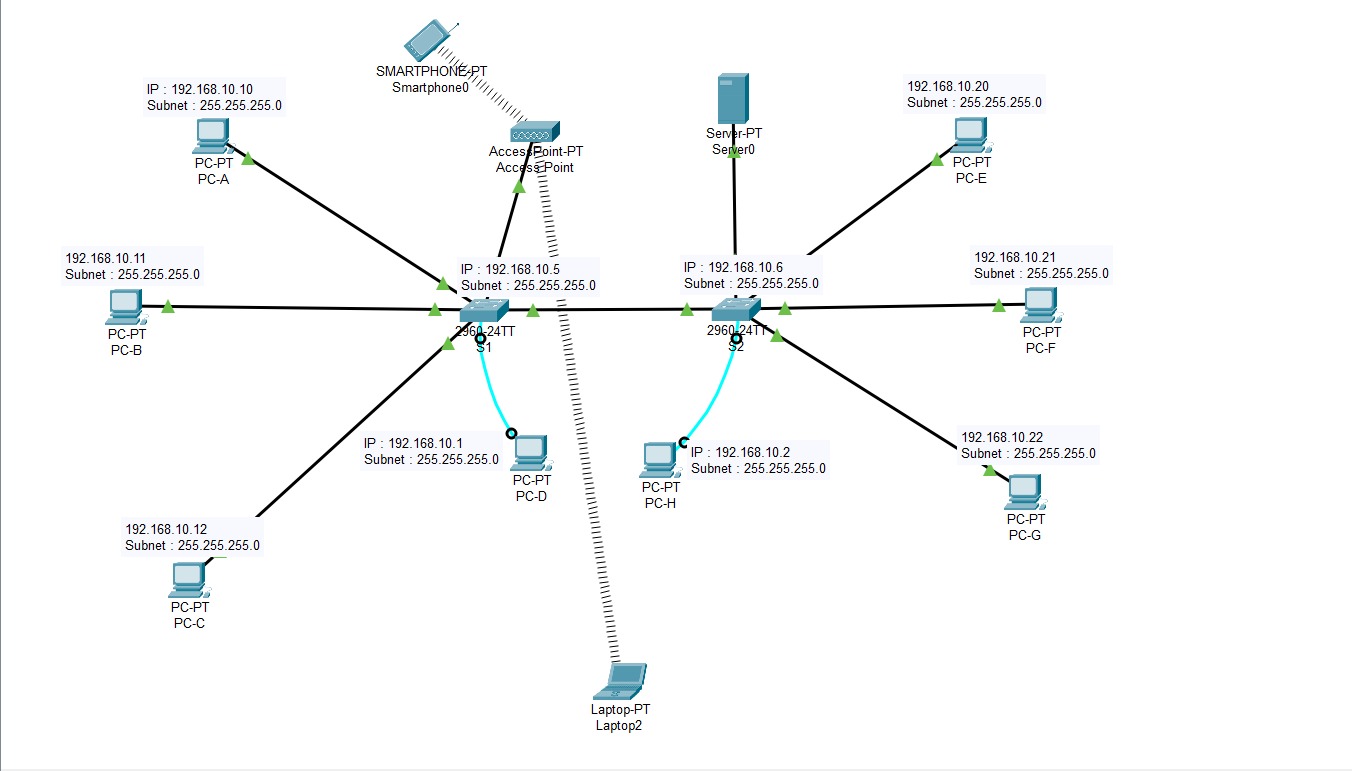 SMARTPHONE-PT
Smartphone0
IP : 192.168.10.10
Subnet : 255.255.255.0
PC-PT
PC-A
AccessPoint-PT
Access Point
Server-PT
Server0
192.168.10.20
Subnet : 255.255.255.0
PC-PT
PC-E
192.168.10.11
Subnet : 255.255.255.0
PC-PT
PC-B
IP : 192.168.10.5
Subnet : 255.255.255.0
2960-24TT
S1
IP : 192.168.10.6
Subnet : 255.255.255.0
2960-24TT
S2
192.168.10.21
Subnet : 255.255.255.0
PC-PT
PC-F
IP : 192.168.10.1
Subnet : 255.255.255.0
PC-PT
PC-D
IP : 192.168.10.2
Subnet : 255.255.255.0
PC-PT
PC-H
192.168.10.22
Subnet : 255.255.255.0
PC-PT
PC-G
192.168.10.12
Subnet : 255.255.255.0
PC-PT
PC-C
Laptop-PT
Laptop2